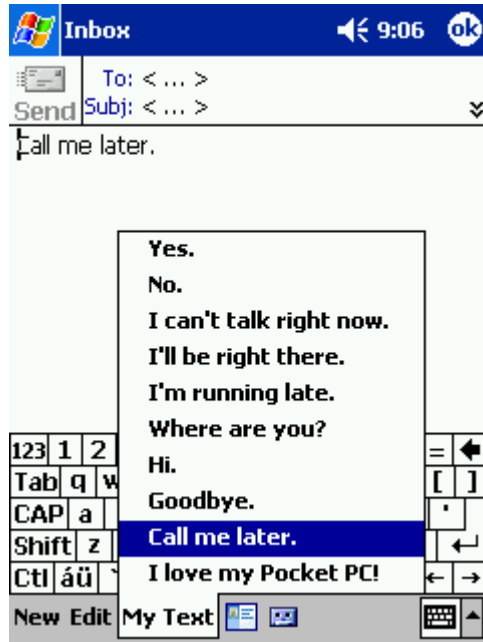 Inbox 9:06 ok
To: < ... >
Send Subj: < ... >
Call me later.
Yes.
No.
I can't talk right now.
I'll be right there.
I'm running late.
Where are you?
Hi.
Goodbye.
Call me later.
I love my Pocket PC!
123 1 2 =
Tab q w [ ]
CAP a '
Shift z
Ctl áü `
New Edit My Text